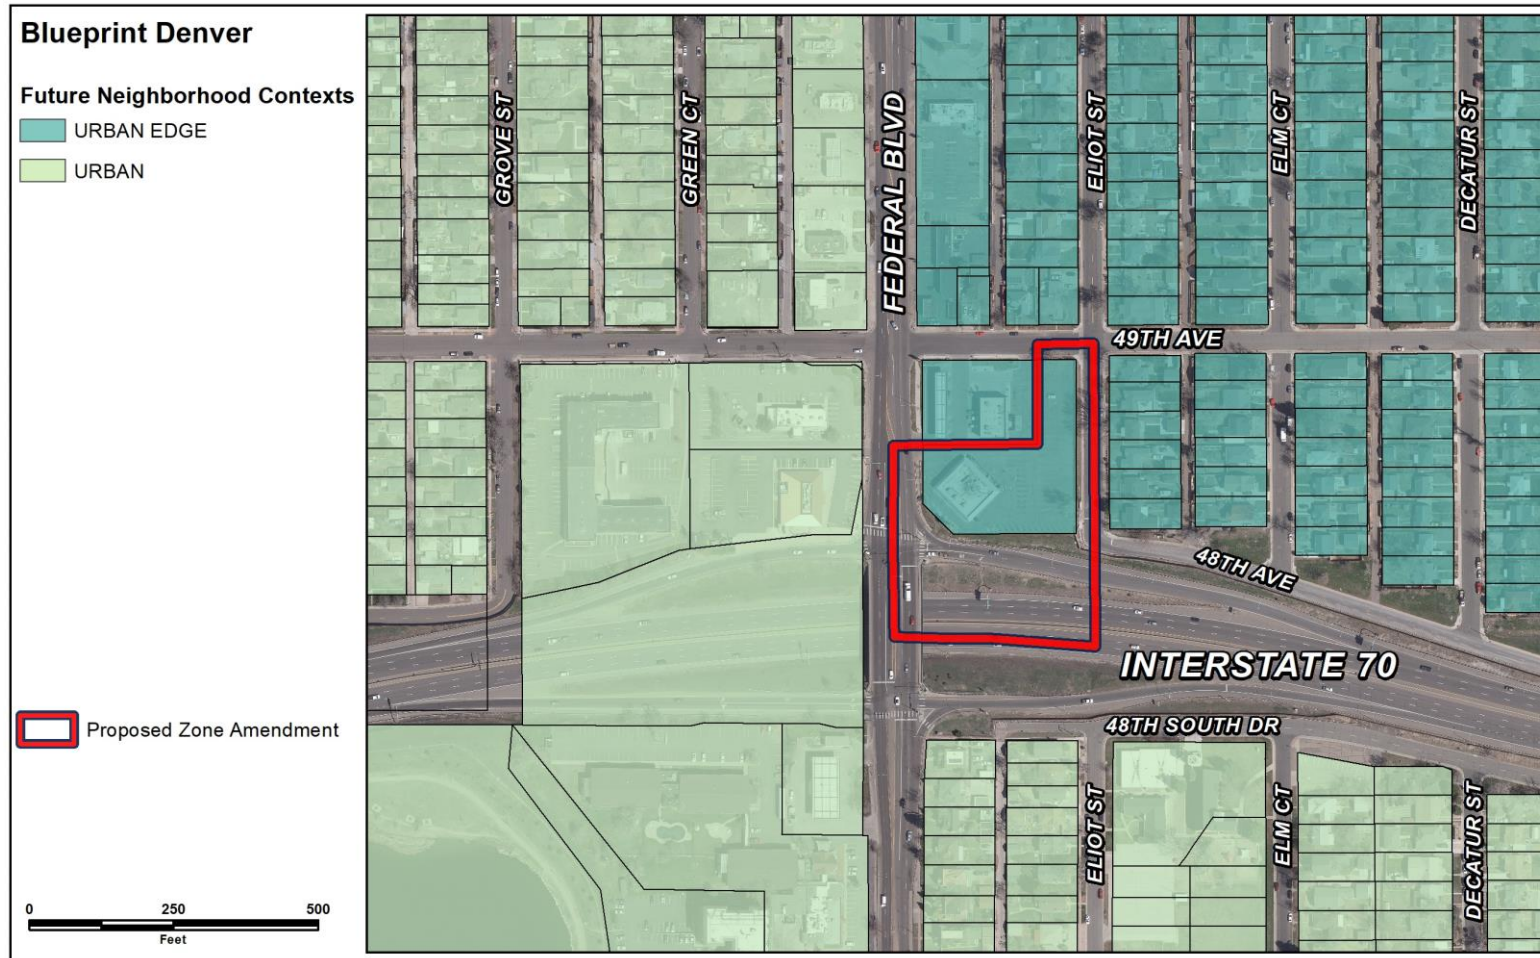 Blueprint Denver
Future Neighborhood Contexts
URBAN EDGE
URBAN
Proposed Zone Amendment
0 250 500
Feet
GROVE ST
GREEN CT
FEDERAL BLVD
ELIOT ST
ELM CT
DECATUR ST
49TH AVE
48TH AVE
INTERSTATE 70
48TH SOUTH DR
ELIOT ST
ELM CT
DECATUR ST